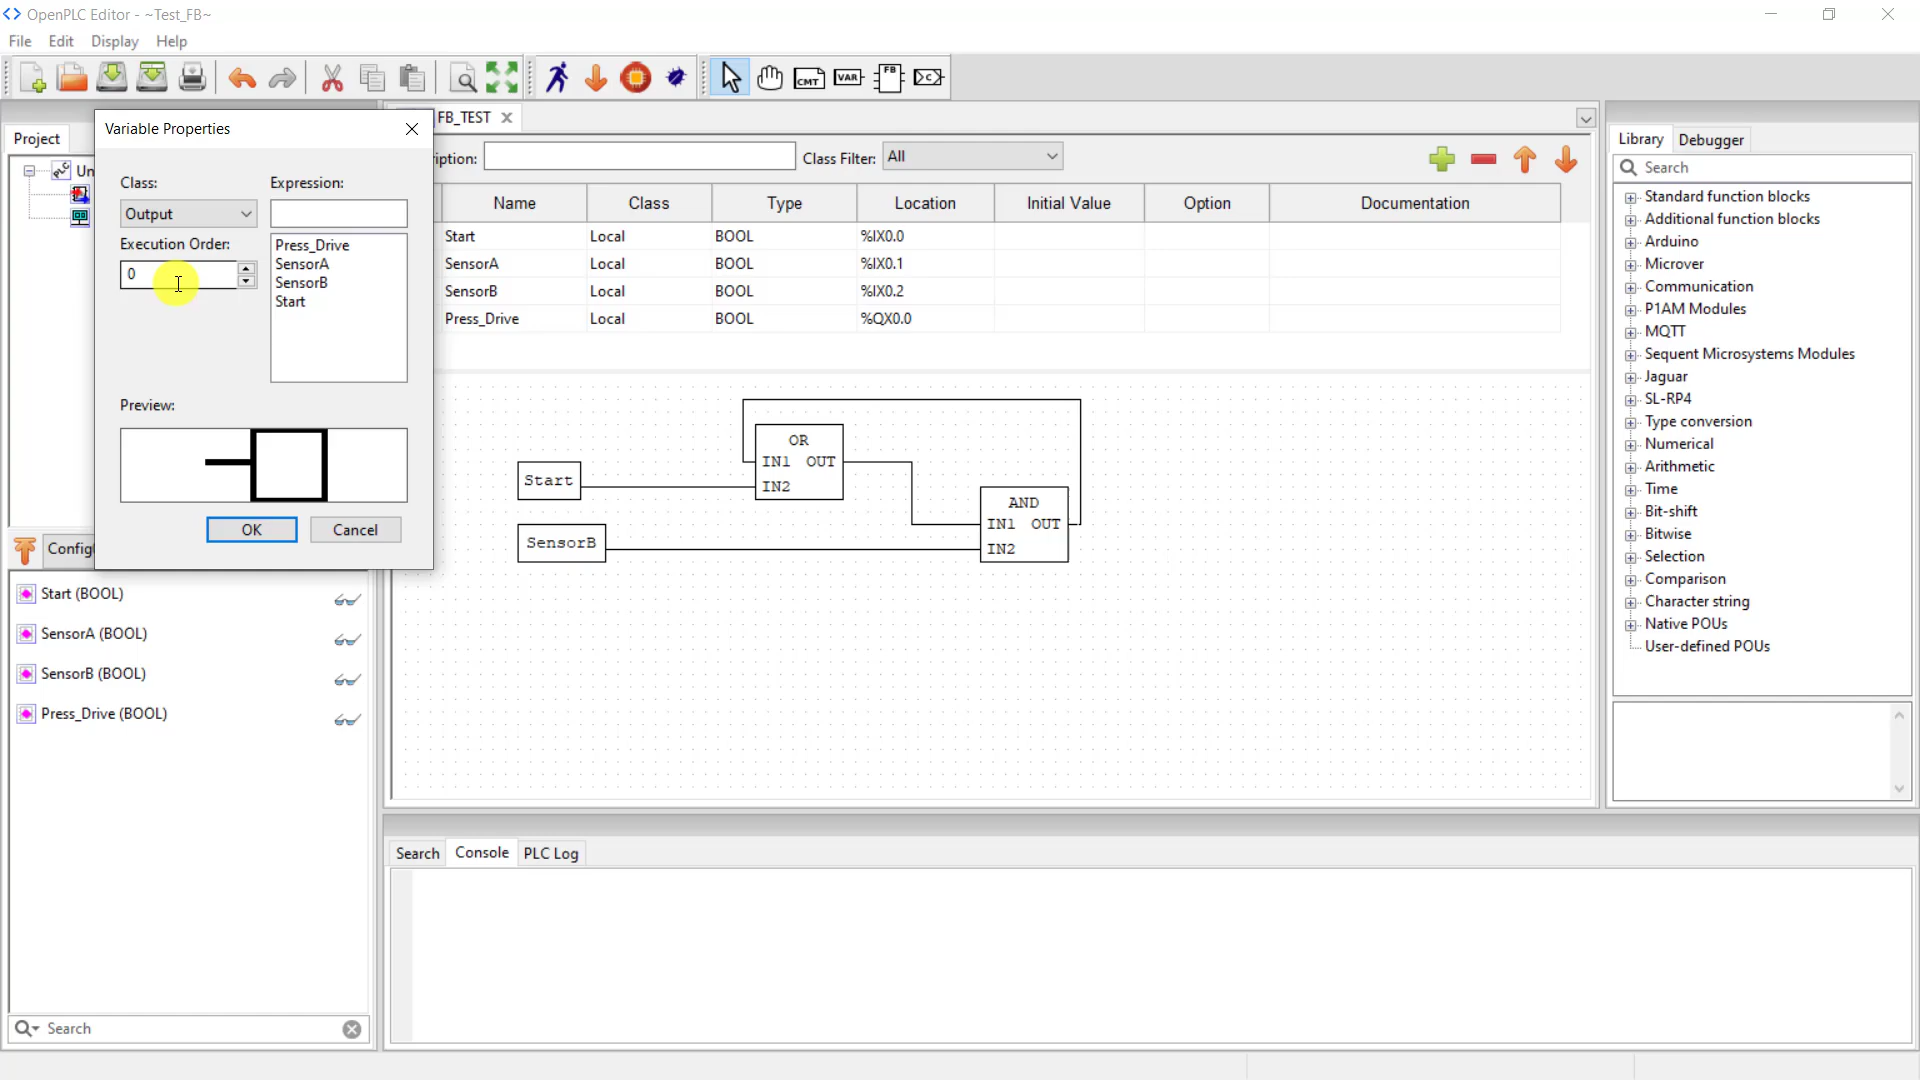 OpenPLC Editor - ~Test_FB~
File Edit Display Help
CMT VAR FB C
Project
Un
Config
Variable Properties
Class: Expression:
Output
Execution Order:
0
Press_Drive
SensorA
SensorB
Start
Preview:
OK Cancel
FB_TEST
iption: Class Filter: All
Name Class Type Location Initial Value Option Documentation
Start Local BOOL %IX0.0
SensorA Local BOOL %IX0.1
SensorB Local BOOL %IX0.2
Press_Drive Local BOOL %QX0.0
OR
IN1 OUT
IN2
Start
SensorB
AND
IN1 OUT
IN2
Start (BOOL)
SensorA (BOOL)
SensorB (BOOL)
Press_Drive (BOOL)
Search
Search Console PLC Log
Library Debugger
Search
Standard function blocks
Additional function blocks
Arduino
Microver
Communication
P1AM Modules
MQTT
Sequent Microsystems Modules
Jaguar
SL-RP4
Type conversion
Numerical
Arithmetic
Time
Bit-shift
Bitwise
Selection
Comparison
Character string
Native POUs
User-defined POUs